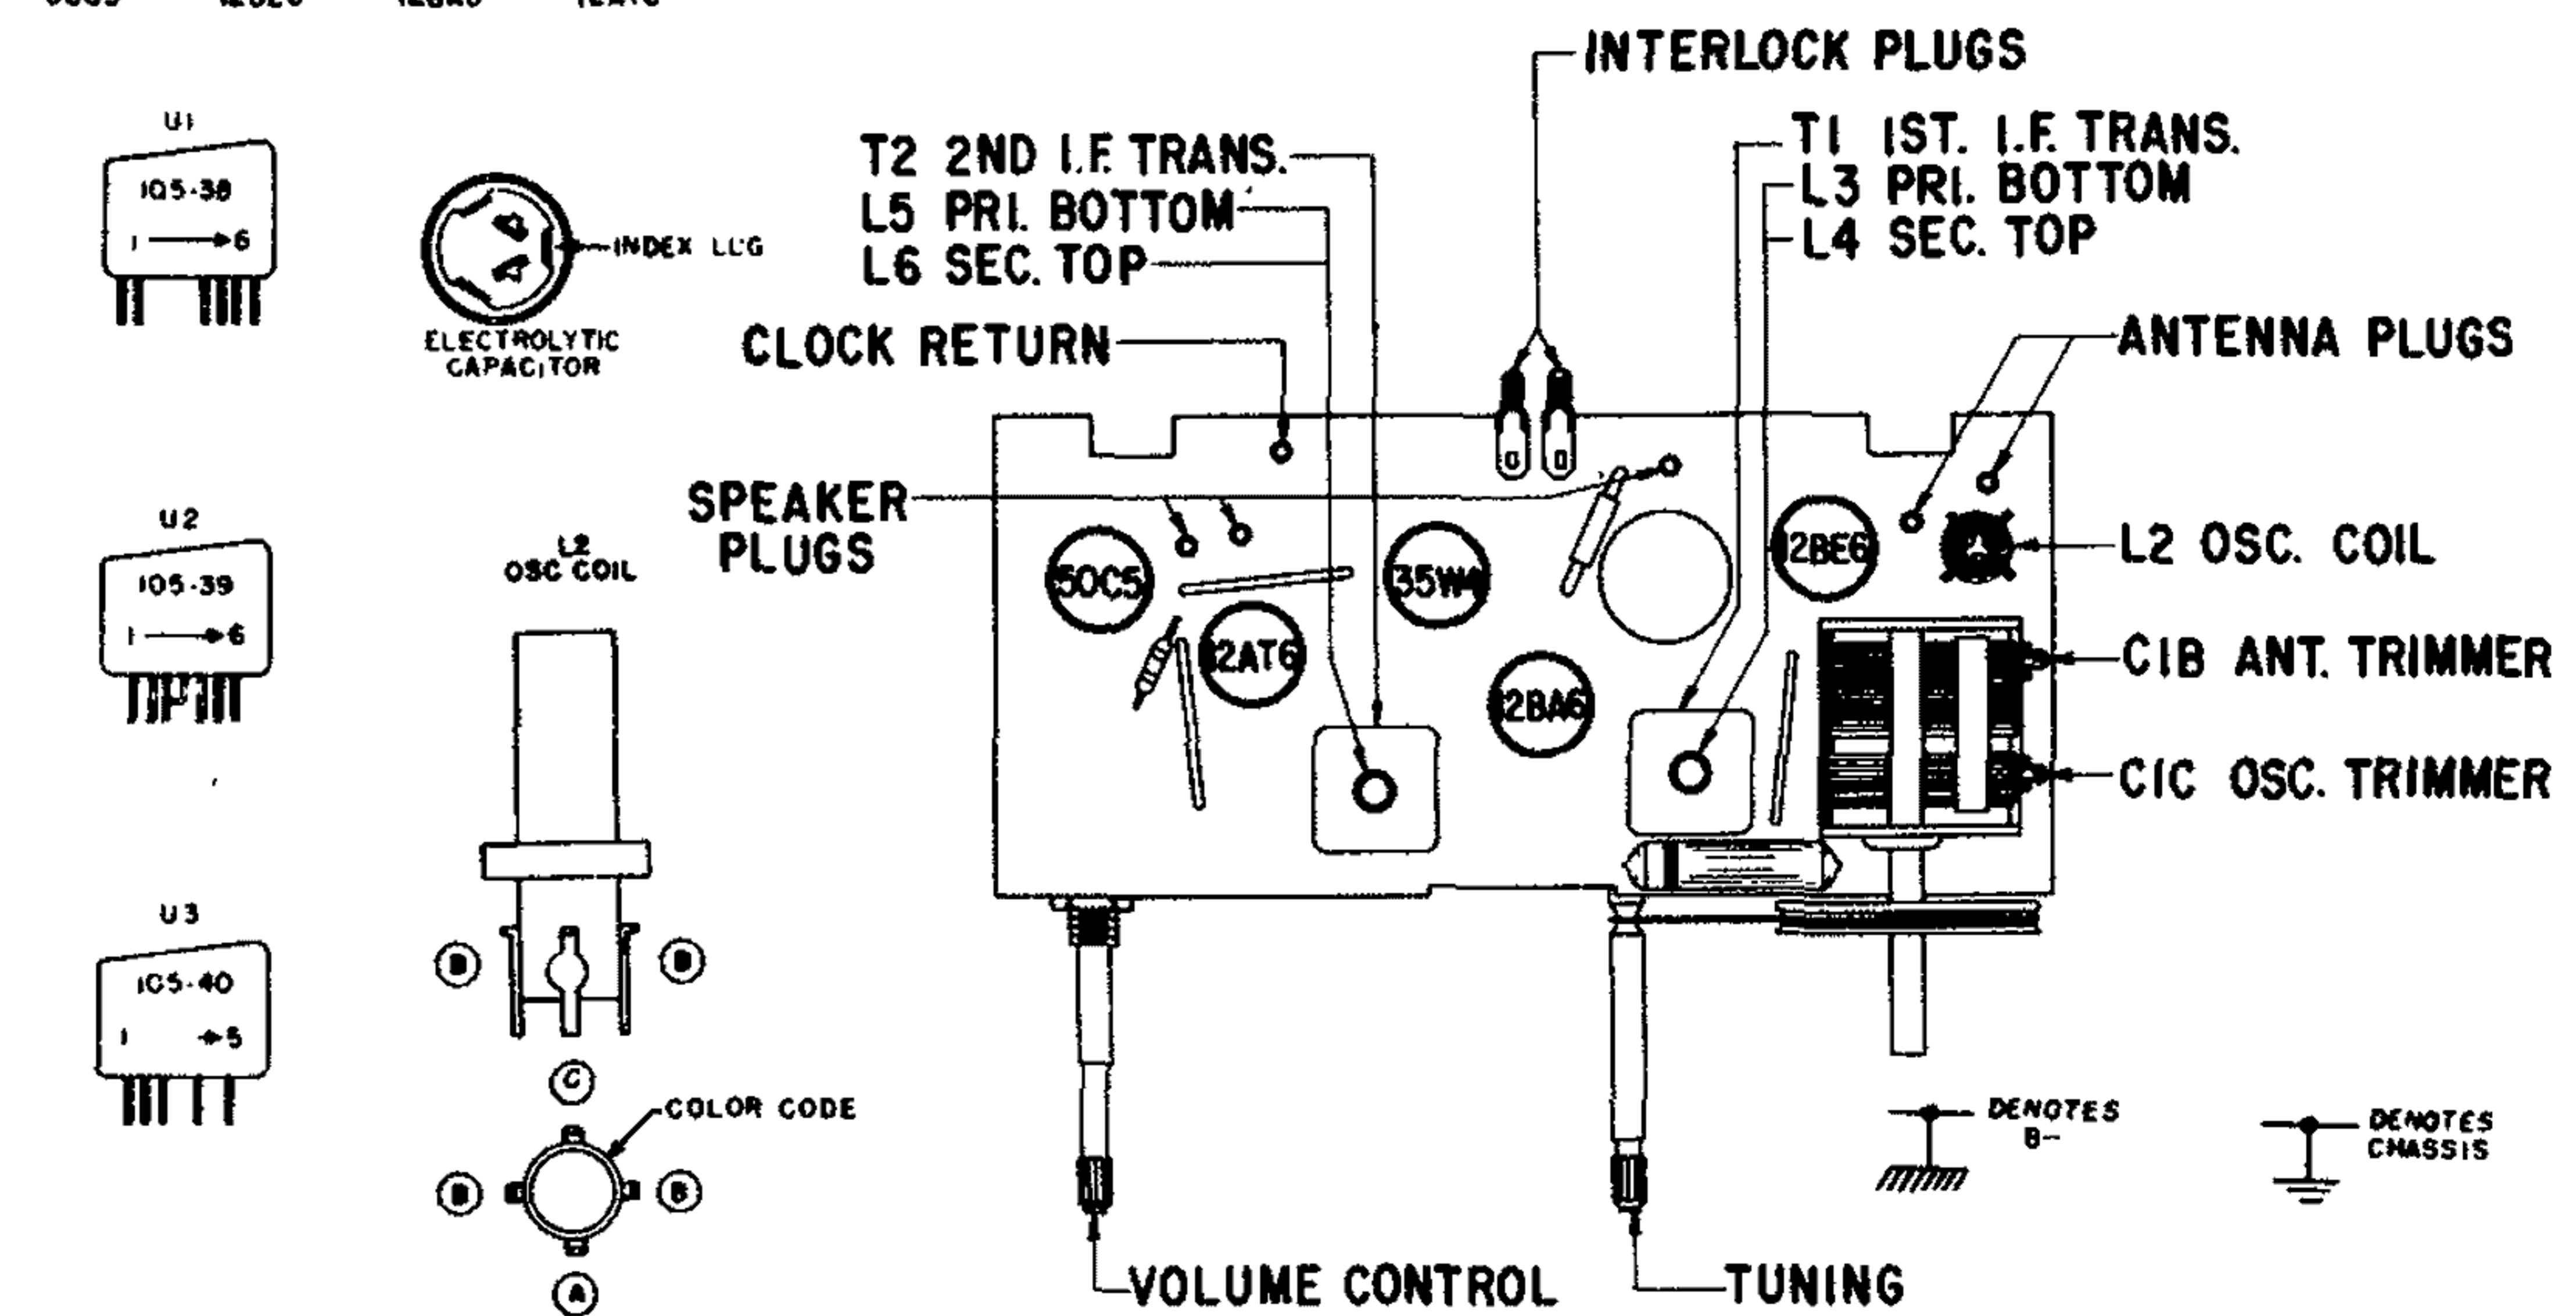 INTERLOCK PLUGS
T2 2ND I.F. TRANS.
L5 PRI. BOTTOM
L6 SEC. TOP
CLOCK RETURN
T1 1ST. I.F. TRANS.
L3 PRI. BOTTOM
L4 SEC. TOP
ANTENNA PLUGS
SPEAKER
PLUGS
50C5
12AT6
35W4
12BA6
12BE6
L2 OSC. COIL
C1B ANT. TRIMMER
C1C OSC. TRIMMER
VOLUME CONTROL
TUNING
U1
105-38
1 6
INDEX LUG
ELECTROLYTIC
CAPACITOR
U2
105-39
1 6
L2
OSC COIL
U3
105-40
1 5
C
COLOR CODE
B
A
DENOTES
B-
DENOTES
CHASSIS